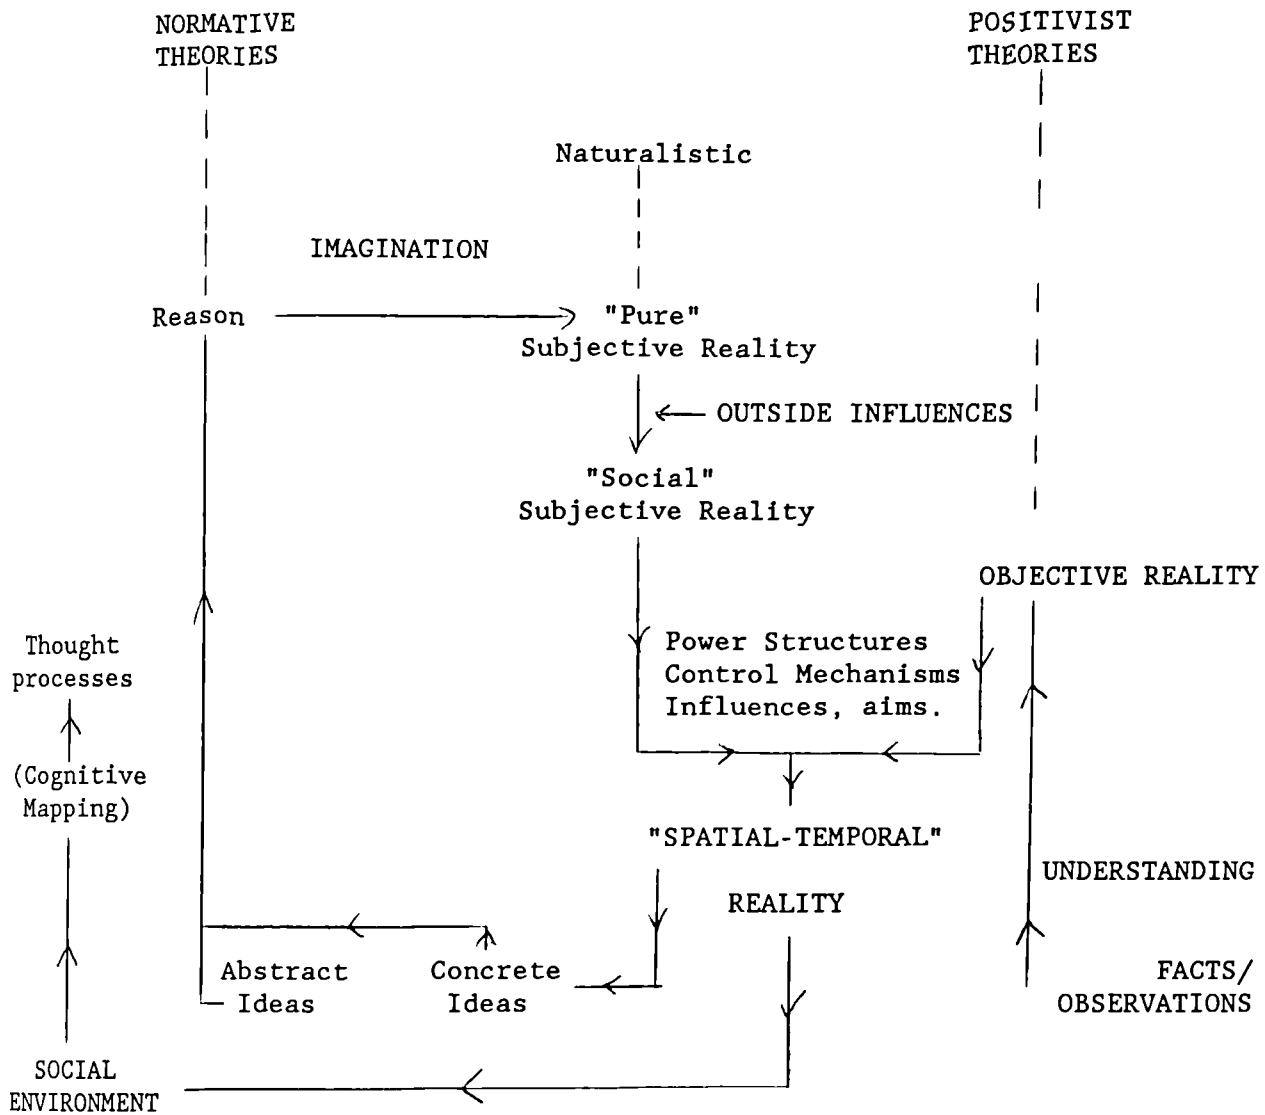 NORMATIVE
THEORIES
POSITIVIST
THEORIES
Naturalistic
IMAGINATION
Reason
"Pure"
Subjective Reality
OUTSIDE INFLUENCES
"Social"
Subjective Reality
OBJECTIVE REALITY
Thought
processes
Power Structures
Control Mechanisms
Influences, aims.
(Cognitive
Mapping)
"SPATIAL-TEMPORAL"
REALITY
UNDERSTANDING
Abstract
Ideas
Concrete
Ideas
FACTS/
OBSERVATIONS
SOCIAL
ENVIRONMENT